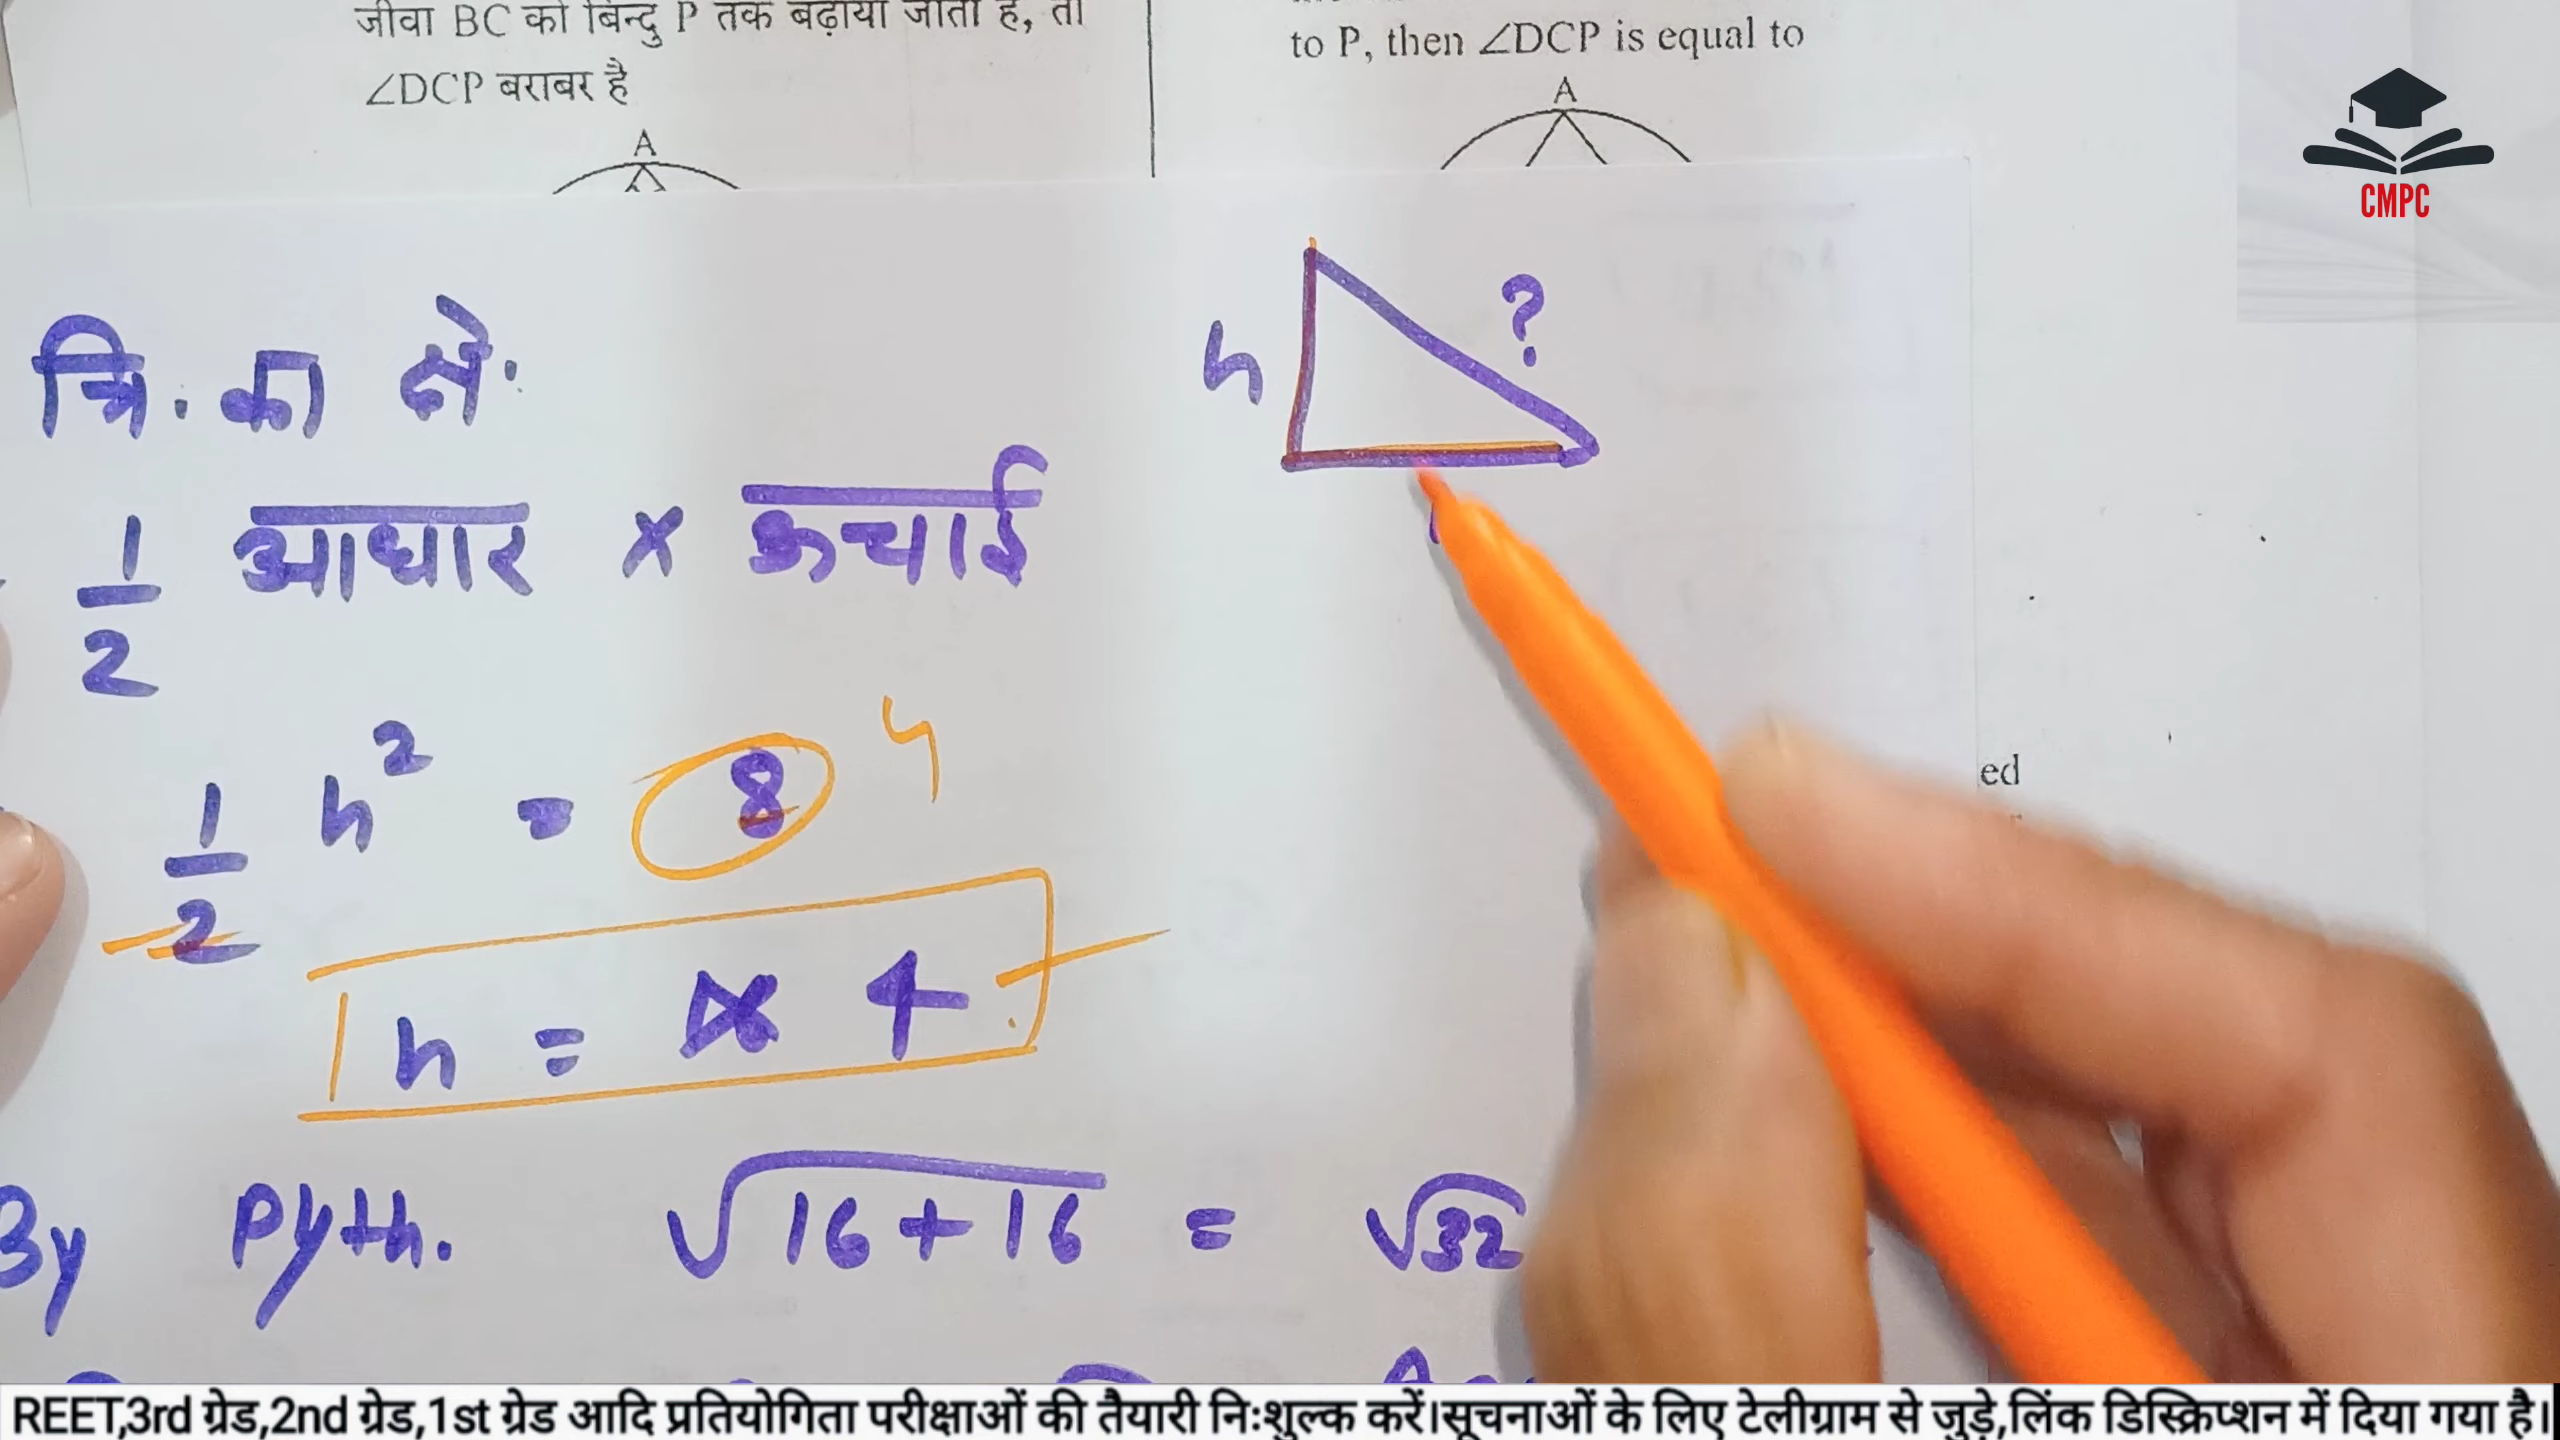 जीवा BC को बिन्दु P तक बढ़ाया जाता है, तो
∠DCP बराबर है
A
to P, then ∠DCP is equal to
A
CMPC
त्रि. का क्षे.
1/2 आधार × ऊचाई
h
?
1/2 h² = 8
4
h = 4
ed
By Pyth. √16+16 = √32
REET,3rd ग्रेड,2nd ग्रेड,1st ग्रेड आदि प्रतियोगिता परीक्षाओं की तैयारी निःशुल्क करें।सूचनाओं के लिए टेलीग्राम से जुड़े,लिंक डिस्क्रिप्शन में दिया गया है।